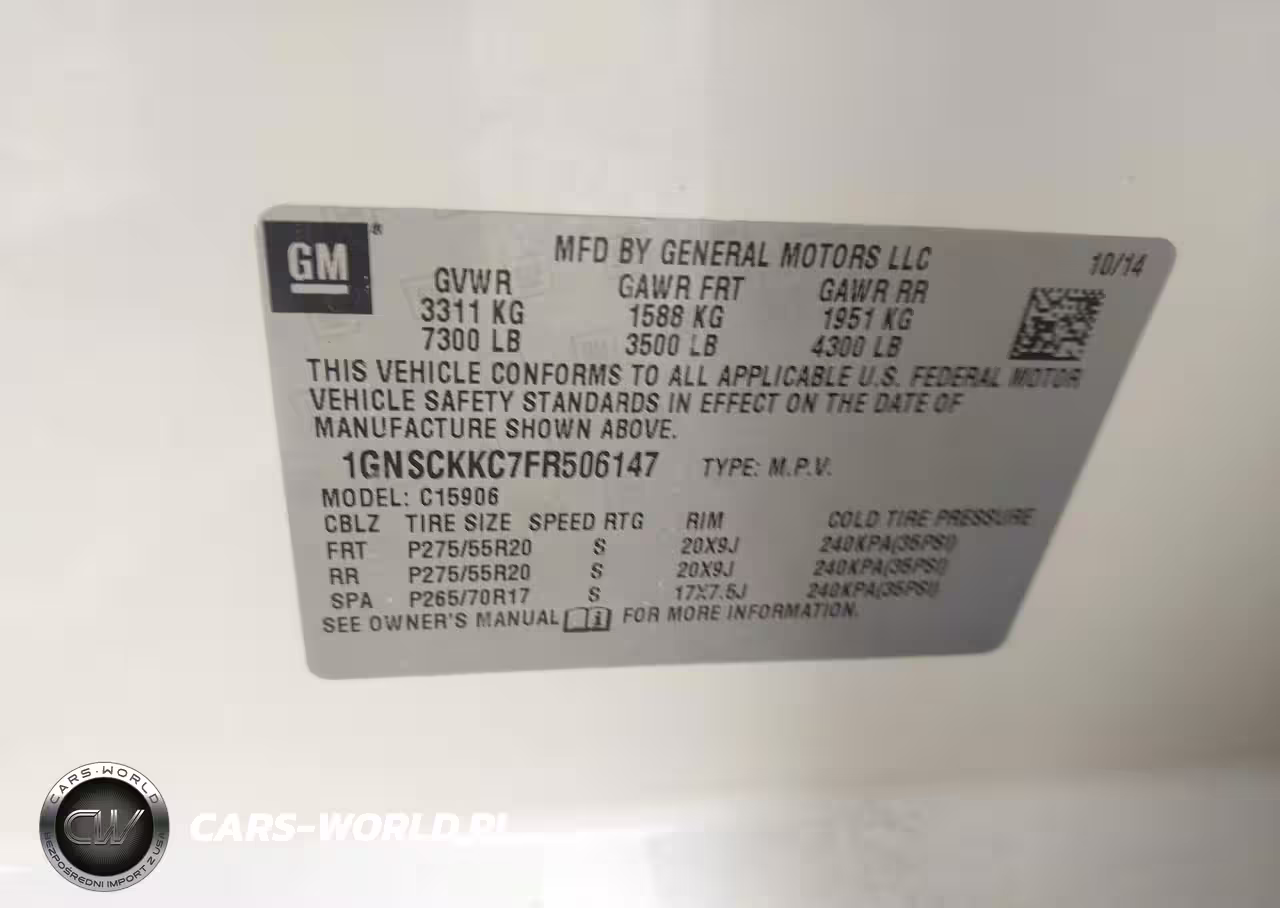 GM®
MFD BY GENERAL MOTORS LLC 10/14
GVWR GAWR FRT GAWR RR
3311 KG 1588 KG 1951 KG
7300 LB 3500 LB 4300 LB
THIS VEHICLE CONFORMS TO ALL APPLICABLE U.S. FEDERAL MOTOR
VEHICLE SAFETY STANDARDS IN EFFECT ON THE DATE OF
MANUFACTURE SHOWN ABOVE.
1GNSCKKC7FR506147 TYPE: M.P.V.
MODEL: C15906
CBLZ TIRE SIZE SPEED RTG RIM COLD TIRE PRESSURE
FRT P275/55R20 S 20X9J 240KPA(35PSI)
RR P275/55R20 S 20X9J 240KPA(35PSI)
SPA P265/70R17 S 17X7.5J 240KPA(35PSI)
SEE OWNER'S MANUAL FOR MORE INFORMATION.
CARS-WORLD
CW
BEZPOŚREDNI IMPORT Z USA
CARS-WORLD.PL